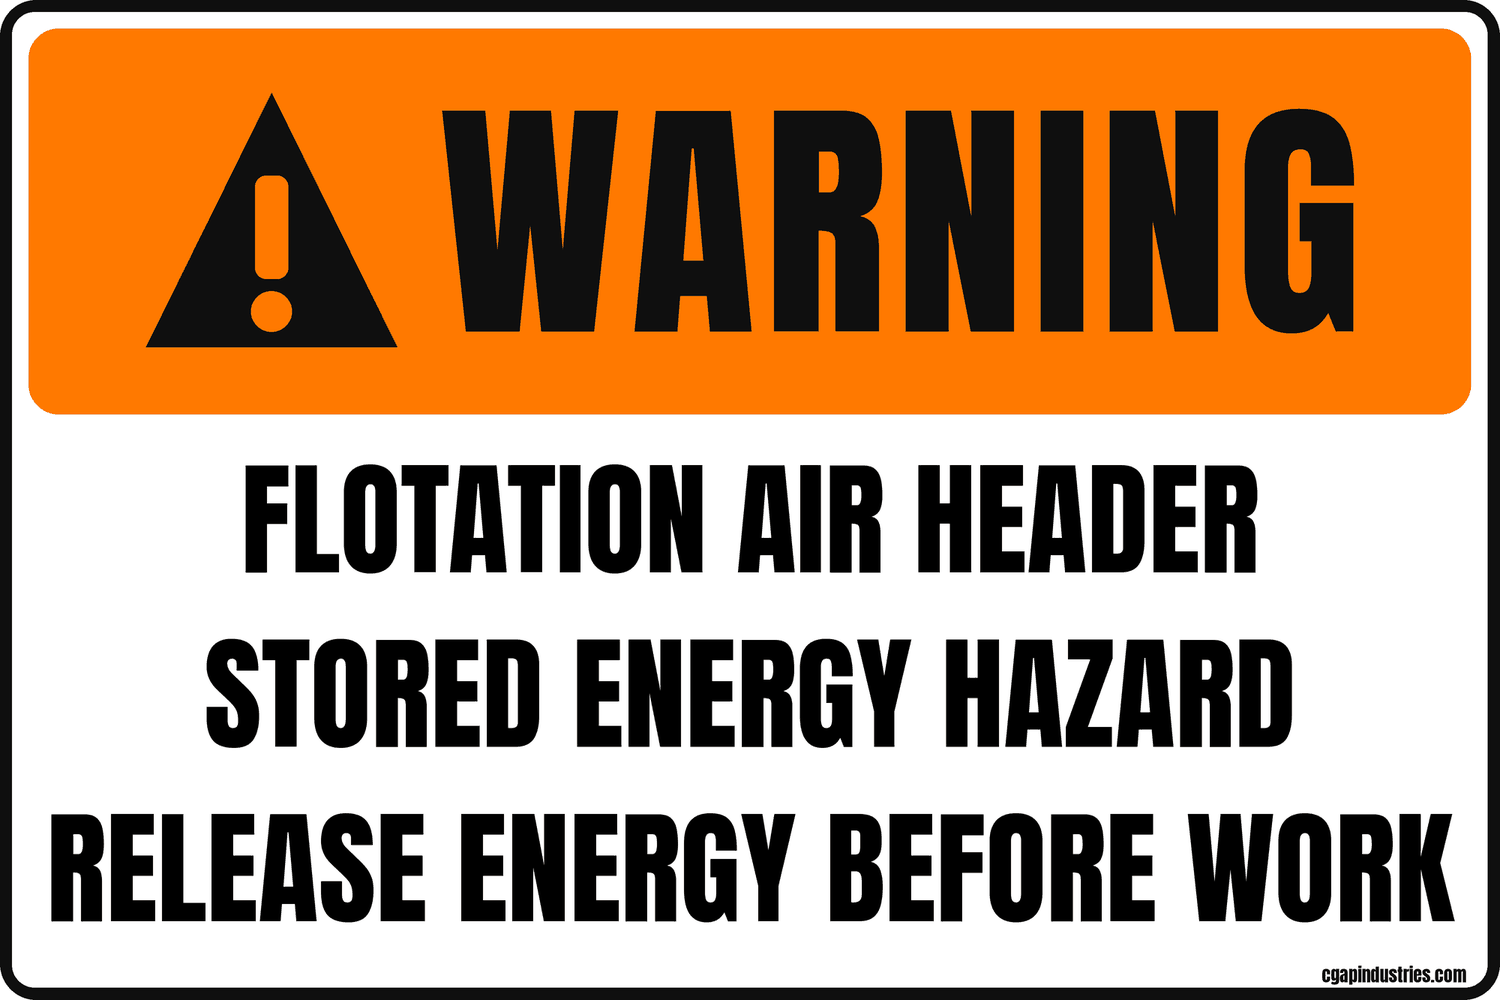 WARNING
FLOTATION AIR HEADER
STORED ENERGY HAZARD
RELEASE ENERGY BEFORE WORK
cgapindustries.com